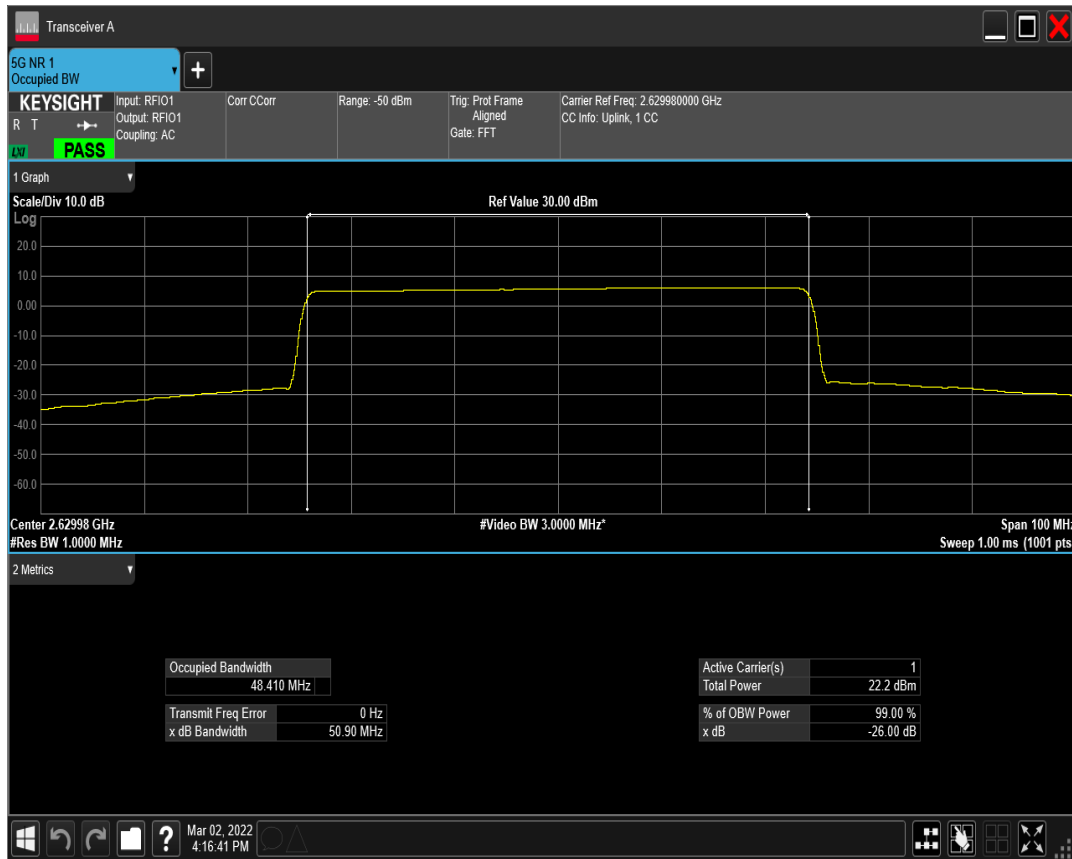 Transceiver A
5G NR 1
Occupied BW
KEYSIGHT
R T
LXI
PASS
Input: RFIO1
Output: RFIO1
Coupling: AC
Corr CCorr
Range: -50 dBm
Trig: Prot Frame
Aligned
Gate: FFT
Carrier Ref Freq: 2.629980000 GHz
CC Info: Uplink, 1 CC
1 Graph
Scale/Div 10.0 dB
Ref Value 30.00 dBm
Log
20.0
10.0
0.00
-10.0
-20.0
-30.0
-40.0
-50.0
-60.0
Center 2.62998 GHz
#Video BW 3.0000 MHz*
Span 100 MHz
#Res BW 1.0000 MHz
Sweep 1.00 ms (1001 pts
2 Metrics
Occupied Bandwidth
48.410 MHz
Transmit Freq Error 0 Hz
x dB Bandwidth 50.90 MHz
Active Carrier(s) 1
Total Power 22.2 dBm
% of OBW Power 99.00 %
x dB -26.00 dB
?
Mar 02, 2022
4:16:41 PM